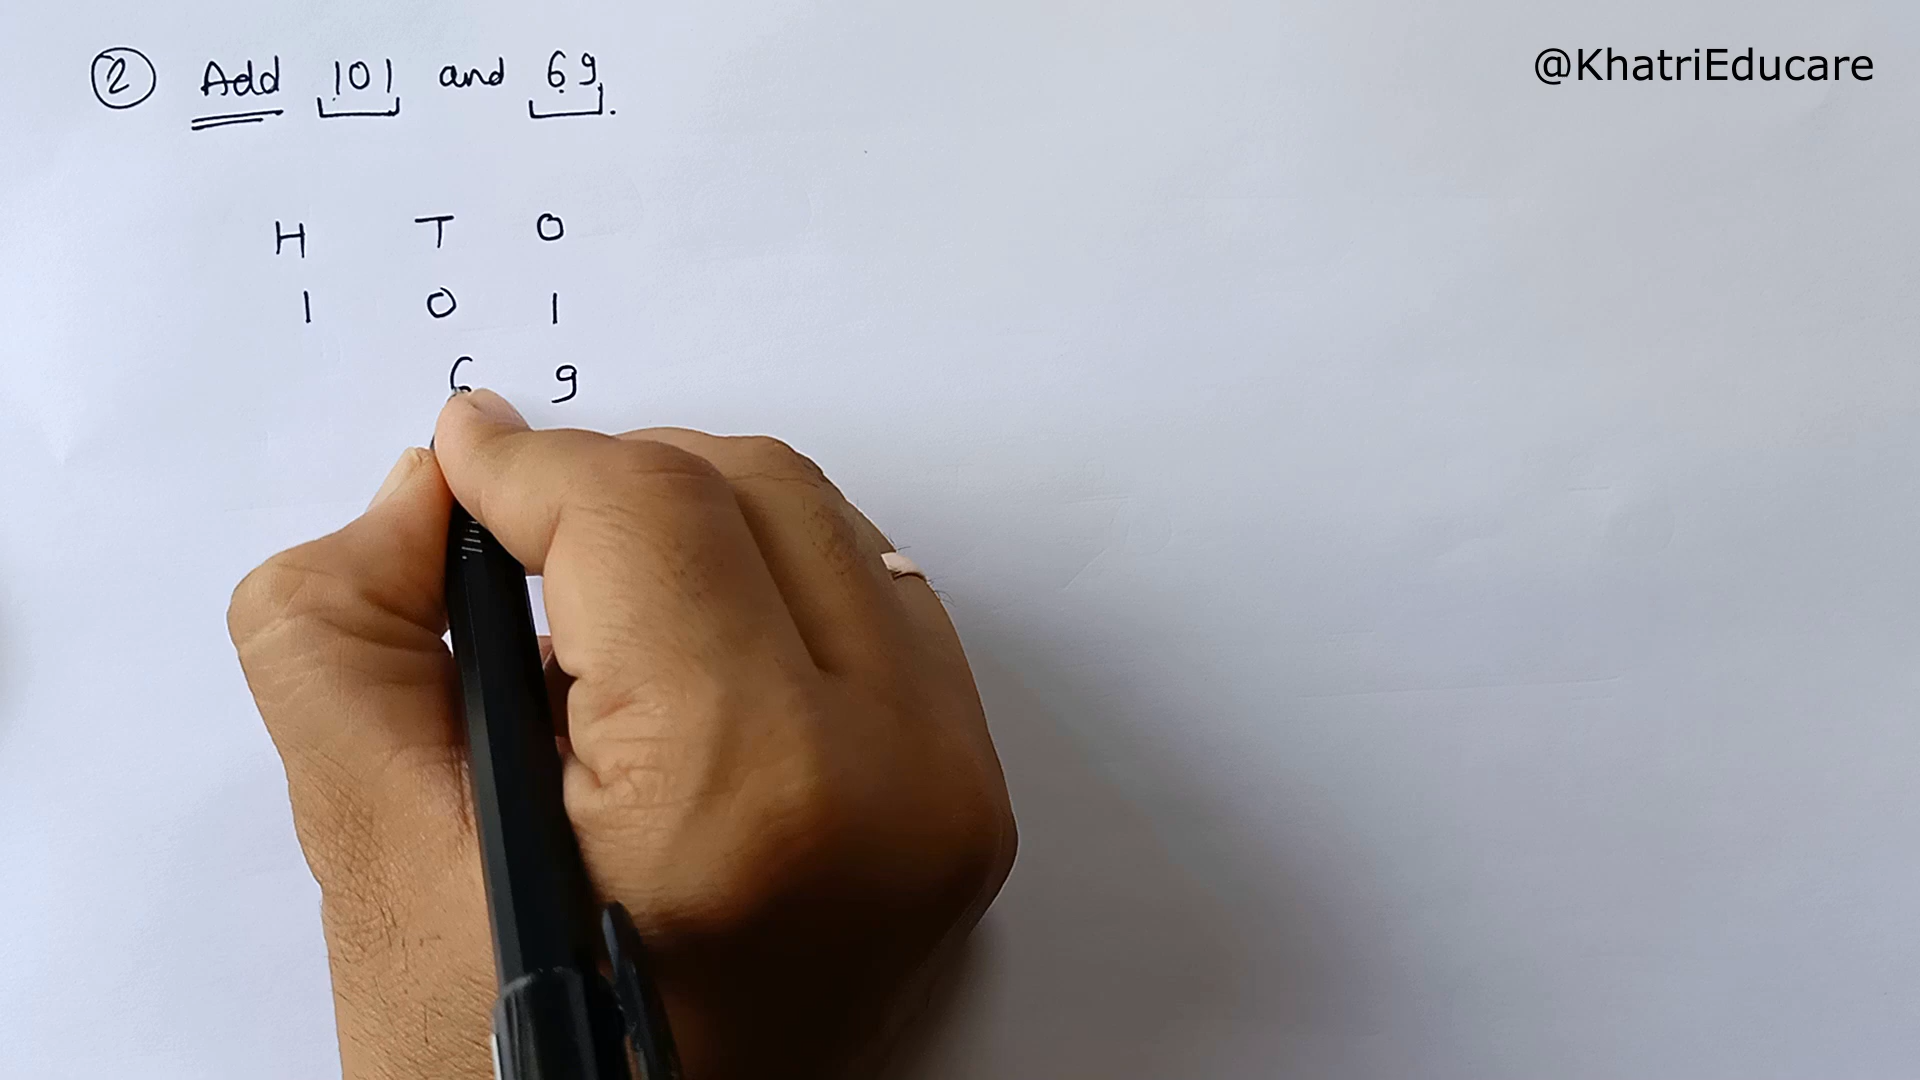 ② Add 101 and 69.
@KhatriEducare
H T O
1 0 1
6 9